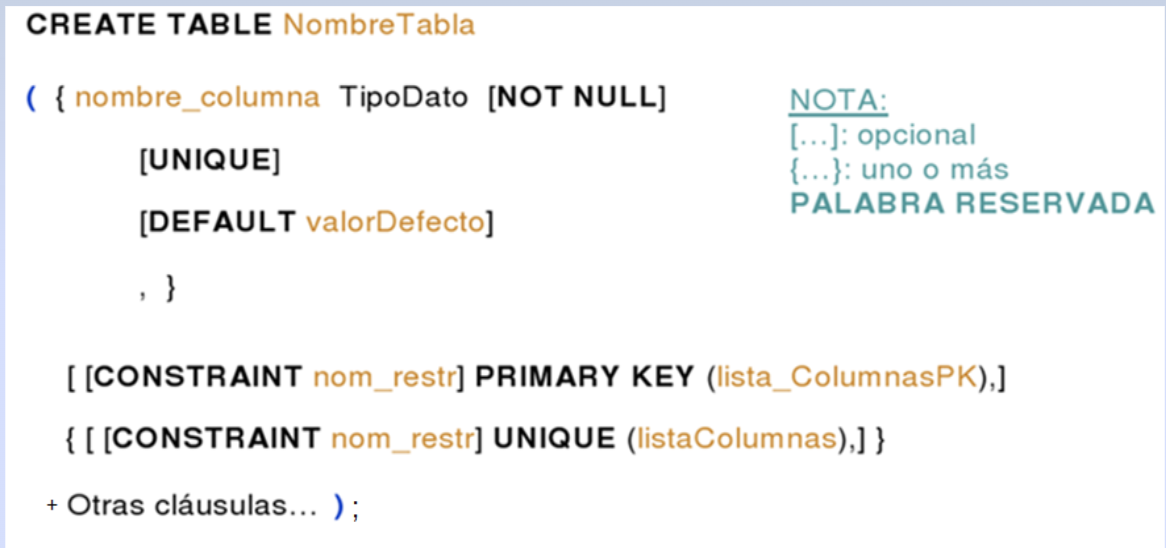 CREATE TABLE NombreTabla
( { nombre_columna TipoDato [NOT NULL]
[UNIQUE]
[DEFAULT valorDefecto]
, }
NOTA:
[...]: opcional
{...}: uno o más
PALABRA RESERVADA
[ [CONSTRAINT nom_restr] PRIMARY KEY (lista_ColumnasPK),]
{ [ [CONSTRAINT nom_restr] UNIQUE (listaColumnas),] }
+ Otras cláusulas... ) ;